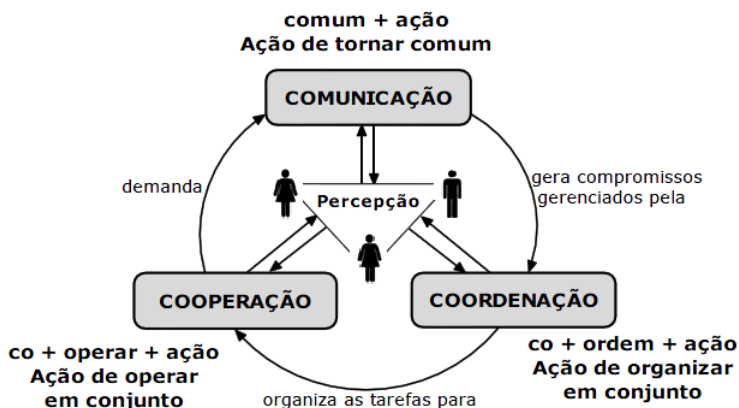 comum + ação
Ação de tornar comum
COMUNICAÇÃO
demanda
gera compromissos
gerenciados pela
Percepção
COOPERAÇÃO
COORDENAÇÃO
co + operar + ação
Ação de operar
em conjunto
co + ordem + ação
Ação de organizar
em conjunto
organiza as tarefas para